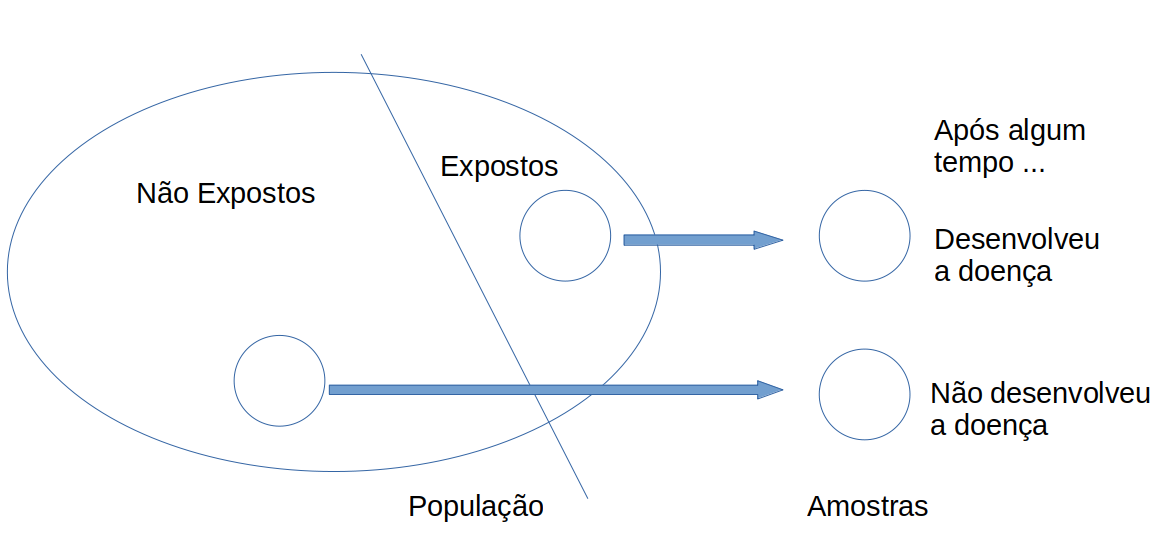 Não Expostos
Expostos
Após algum
tempo ...
Desenvolveu
a doença
Não desenvolveu
a doença
População
Amostras